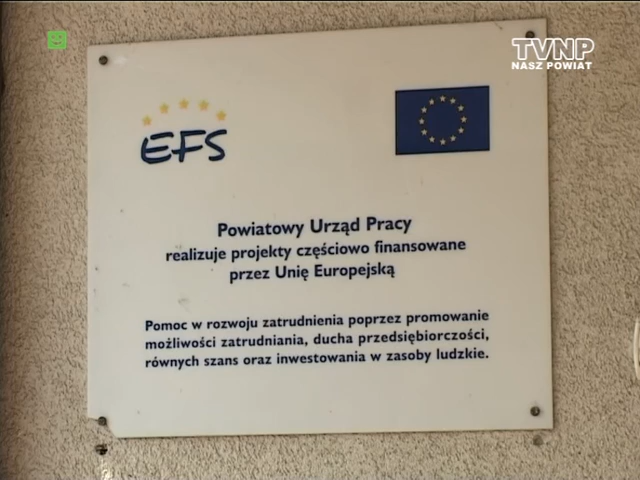 TVNP
NASZ POWIAT
EFS
Powiatowy Urząd Pracy
realizuje projekty częściowo finansowane
przez Unię Europejską
Pomoc w rozwoju zatrudnienia poprzez promowanie
możliwości zatrudniania, ducha przedsiębiorczości,
równych szans oraz inwestowania w zasoby ludzkie.